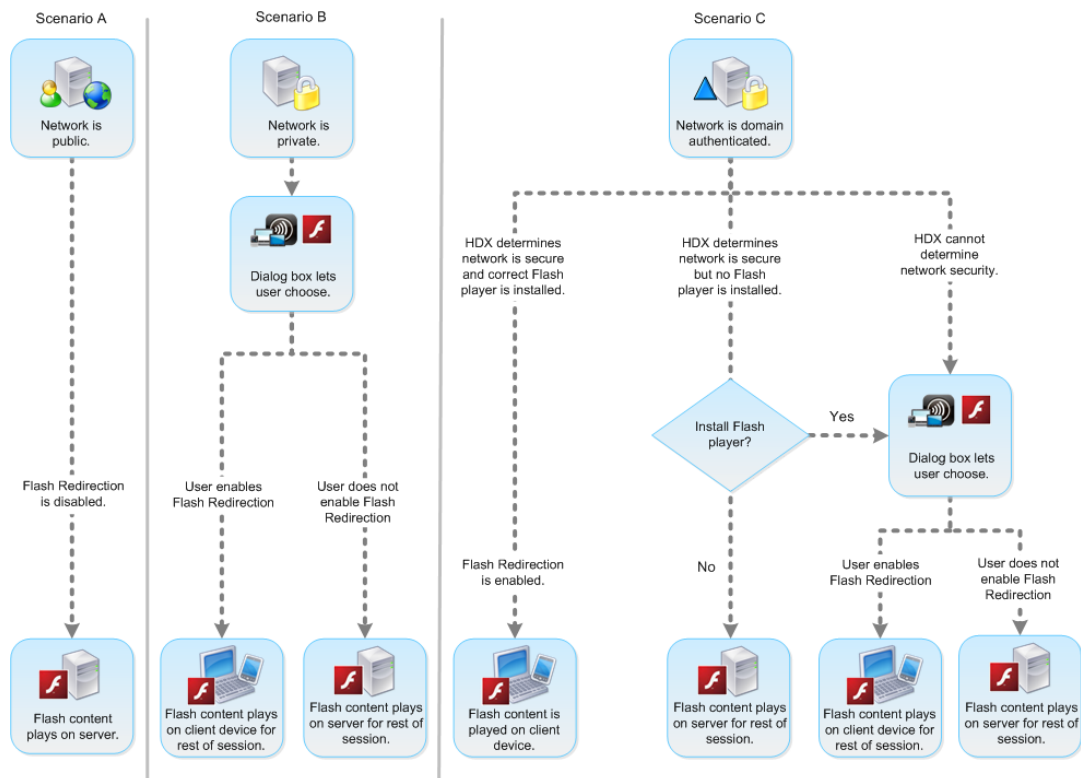 Scenario A
Network is
public.
Flash Redirection
is disabled.
Flash content
plays on server.
Scenario B
Network is
private.
Dialog box lets
user choose.
User enables
Flash Redirection
User does not
enable Flash
Redirection
Flash content plays
on client device for
rest of session.
Flash content plays
on server for rest of
session.
Scenario C
Network is domain
authenticated.
HDX determines
network is secure
and correct Flash
player is installed.
HDX determines
network is secure
but no Flash
player is installed.
HDX cannot
determine
network security.
Install Flash
player?
Yes
Dialog box lets
user choose.
Flash Redirection
is enabled.
No
User enables
Flash Redirection
User does not
enable Flash
Redirection
Flash content is
played on client
device.
Flash content plays
on server for rest of
session.
Flash content plays
on client device for
rest of session.
Flash content plays
on server for rest of
session.